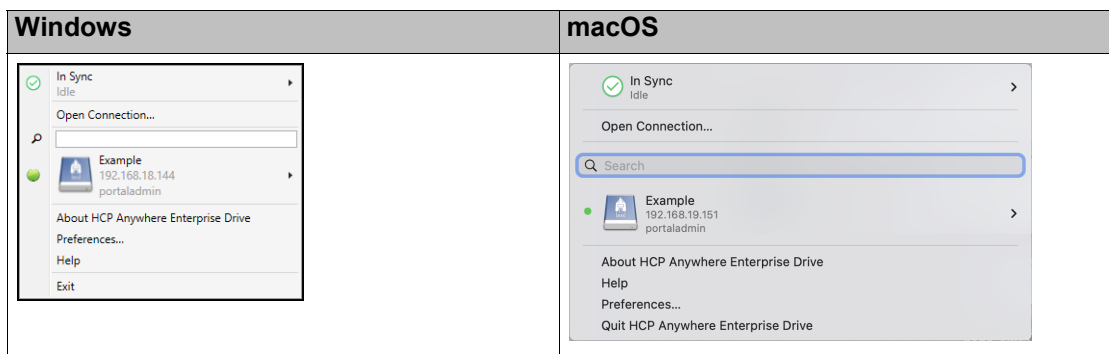 Windows
macOS
In Sync
Idle
Open Connection...
Example
192.168.18.144
portaladmin
About HCP Anywhere Enterprise Drive
Preferences...
Help
Exit
In Sync
Idle
Open Connection...
Search
Example
192.168.19.151
portaladmin
About HCP Anywhere Enterprise Drive
Help
Preferences...
Quit HCP Anywhere Enterprise Drive